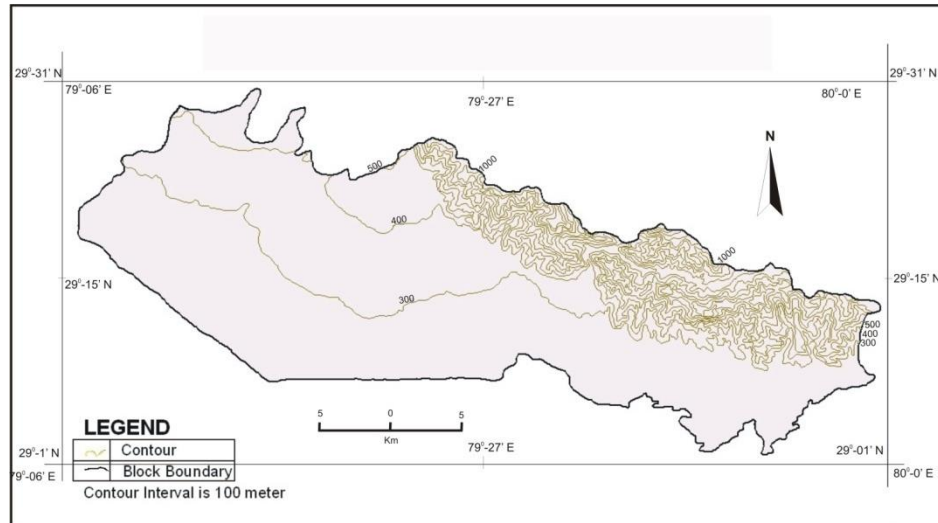 29°-31' N
29°-31' N
79°-06' E
79°-27' E
80°-0' E
N
500
1000
400
1000
29°-15' N
29°-15' N
300
500
400
300
5 0 5
Km
LEGEND
Contour
Block Boundary
Contour Interval is 100 meter
79°-27' E
29°-1' N
29°-01' N
79°-06' E
80°-0' E